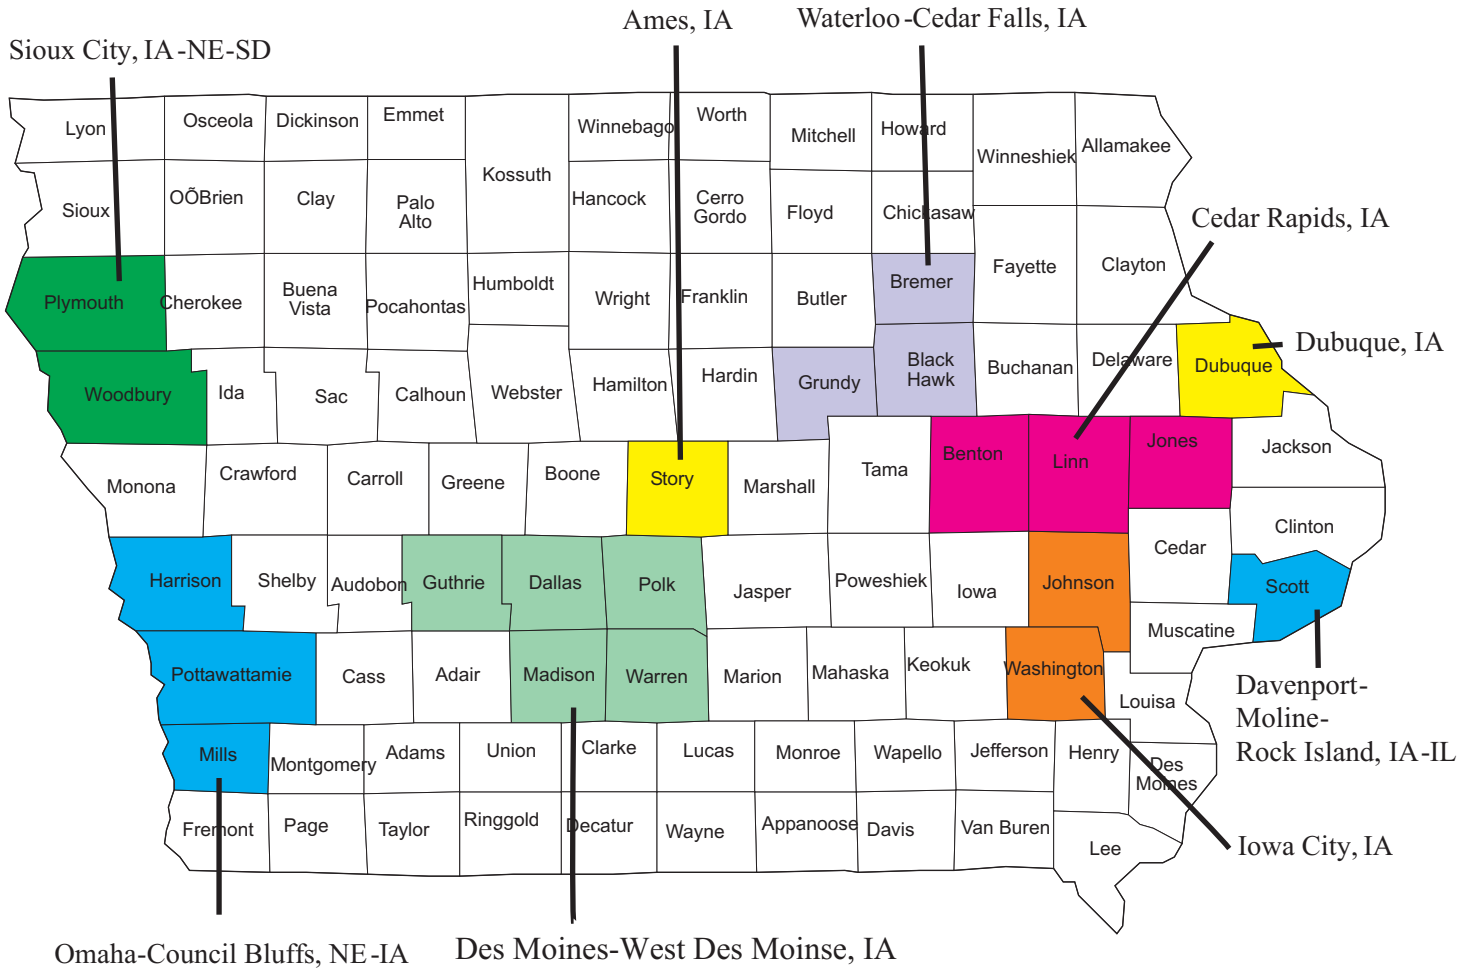 Ames, IA
Waterloo-Cedar Falls, IA
Sioux City, IA-NE-SD
Lyon
Osceola
Dickinson
Emmet
Winnebago
Worth
Mitchell
Howard
Winneshiek
Allamakee
Kossuth
Sioux
OÕBrien
Clay
Palo
Alto
Hancock
Cerro
Gordo
Floyd
Chickasaw
Cedar Rapids, IA
Fayette
Clayton
Plymouth
Cherokee
Buena
Vista
Pocahontas
Humboldt
Wright
Franklin
Butler
Bremer
Dubuque, IA
Woodbury
Ida
Sac
Calhoun
Webster
Hamilton
Hardin
Grundy
Black
Hawk
Buchanan
Delaware
Dubuque
Monona
Crawford
Carroll
Greene
Boone
Story
Marshall
Tama
Benton
Linn
Jones
Jackson
Clinton
Harrison
Shelby
Audobon
Guthrie
Dallas
Polk
Jasper
Poweshiek
Iowa
Johnson
Cedar
Scott
Muscatine
Pottawattamie
Cass
Adair
Madison
Warren
Marion
Mahaska
Keokuk
Washington
Louisa
Davenport-
Moline-
Rock Island, IA-IL
Mills
Montgomery
Adams
Union
Clarke
Lucas
Monroe
Wapello
Jefferson
Henry
Des
Moines
Fremont
Page
Taylor
Ringgold
Decatur
Wayne
Appanoose
Davis
Van Buren
Lee
Iowa City, IA
Omaha-Council Bluffs, NE-IA
Des Moines-West Des Moinse, IA